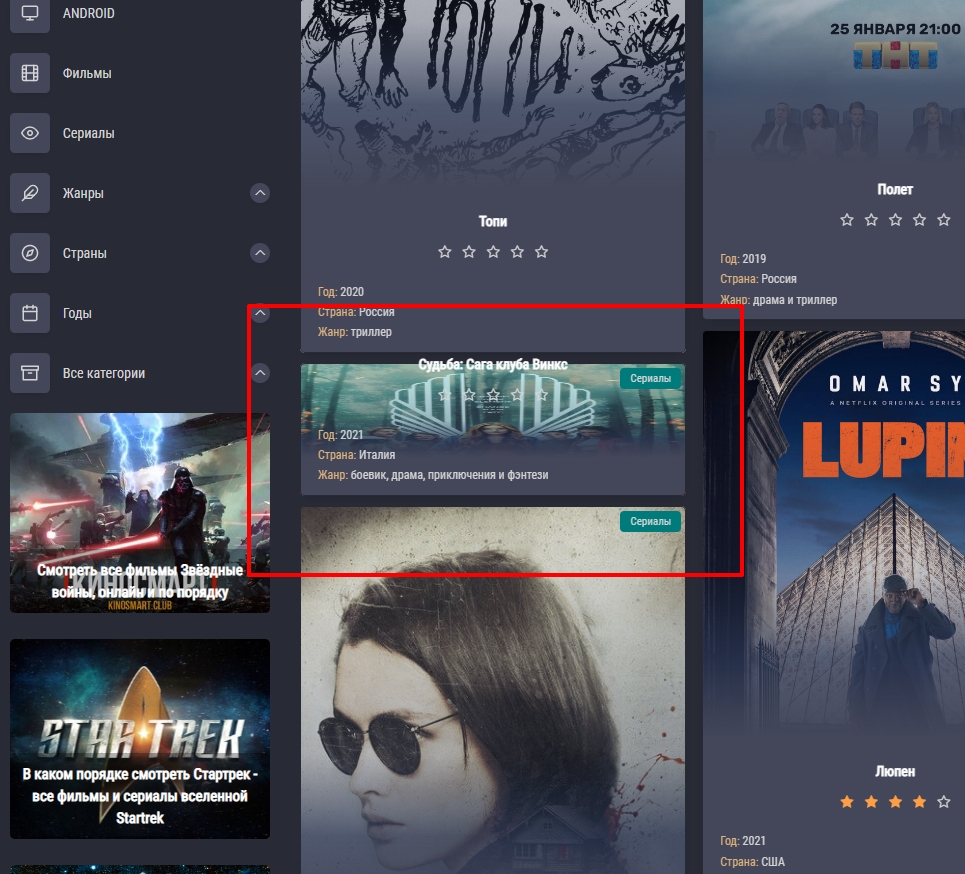 ANDROID
Фильмы
Сериалы
Жанры
Страны
Годы
Все категории
Смотреть все фильмы Звёздные
войны, онлайн и по порядку
КИНОСМАРТ
KINOSMART.CLUB
STAR TREK
В каком порядке смотреть Стартрек -
все фильмы и сериалы вселенной
Startrek
ТОПИ
Топи
Год: 2020
Страна: Россия
Жанр: триллер
Судьба: Сага клуба Винкс
Сериалы
Год: 2021
Страна: Италия
Жанр: боевик, драма, приключения и фэнтези
Сериалы
25 ЯНВАРЯ 21:00
ТНТ
Полет
Год: 2019
Страна: Россия
Жанр: драма и триллер
OMAR SY
A NETFLIX ORIGINAL SERIES
LUPIN
Люпен
Год: 2021
Страна: США